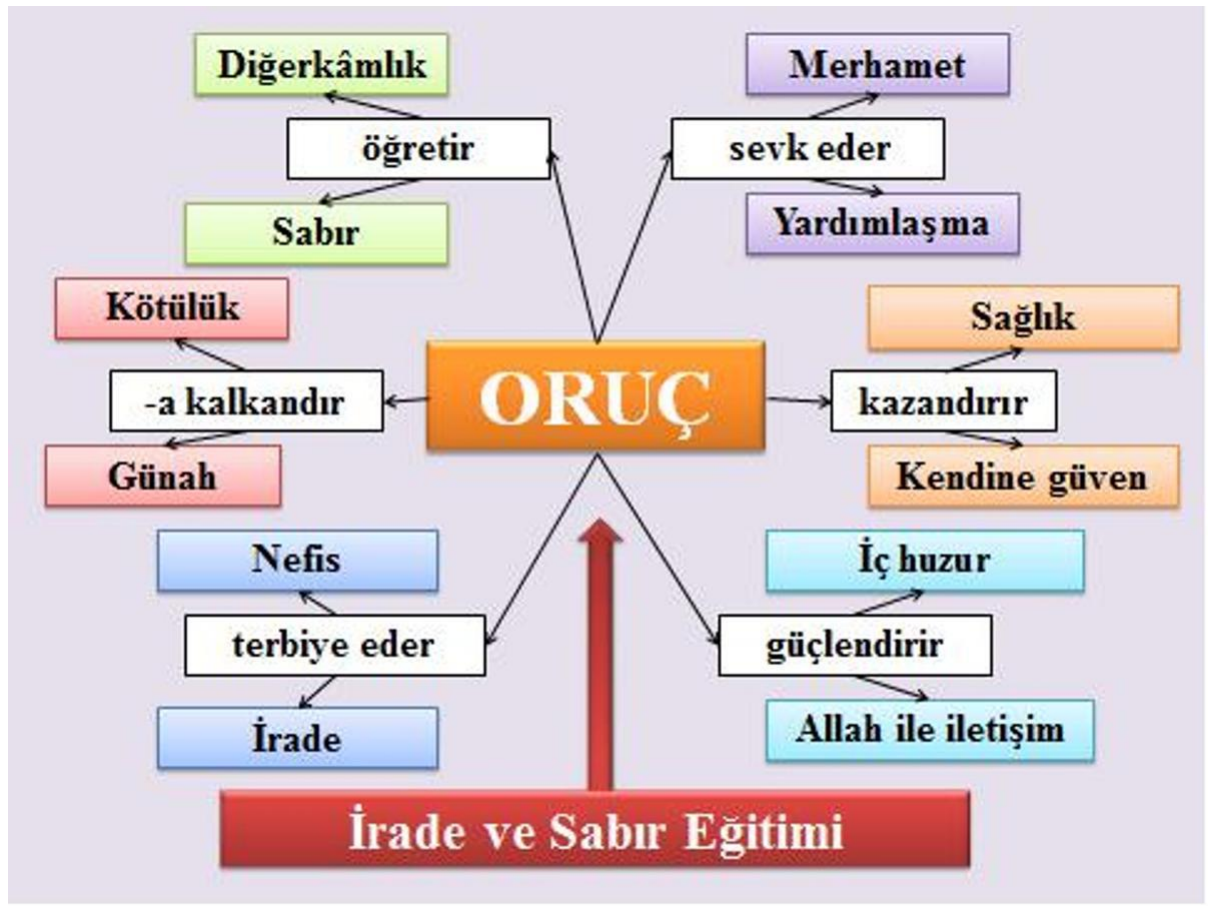 Diğerkâmlık
Merhamet
öğretir
sevk eder
Sabır
Yardımlaşma
Kötülük
Sağlık
-a kalkandır
ORUÇ
kazandırır
Günah
Kendine güven
Nefis
İç huzur
terbiye eder
güçlendirir
İrade
Allah ile iletişim
İrade ve Sabır Eğitimi